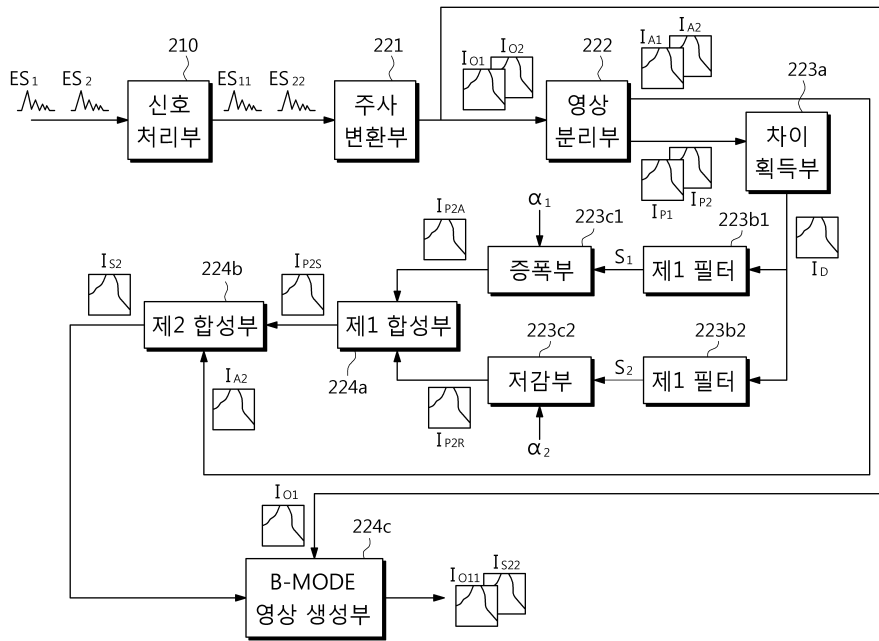 210
221
222
223a
ES1 ES2
신호
처리부
ES11 ES22
주사
변환부
IO1 IO2
영상
분리부
IA1 IA2
IP1 IP2
차이
획득부
ID
α1
IP2A
223c1
223b1
증폭부
S1
제1 필터
IS2
224b
IP2S
제2 합성부
제1 합성부
224a
223c2
223b2
저감부
S2
제1 필터
IA2
IP2R
α2
IO1
224c
B-MODE
영상 생성부
IO11 IS22